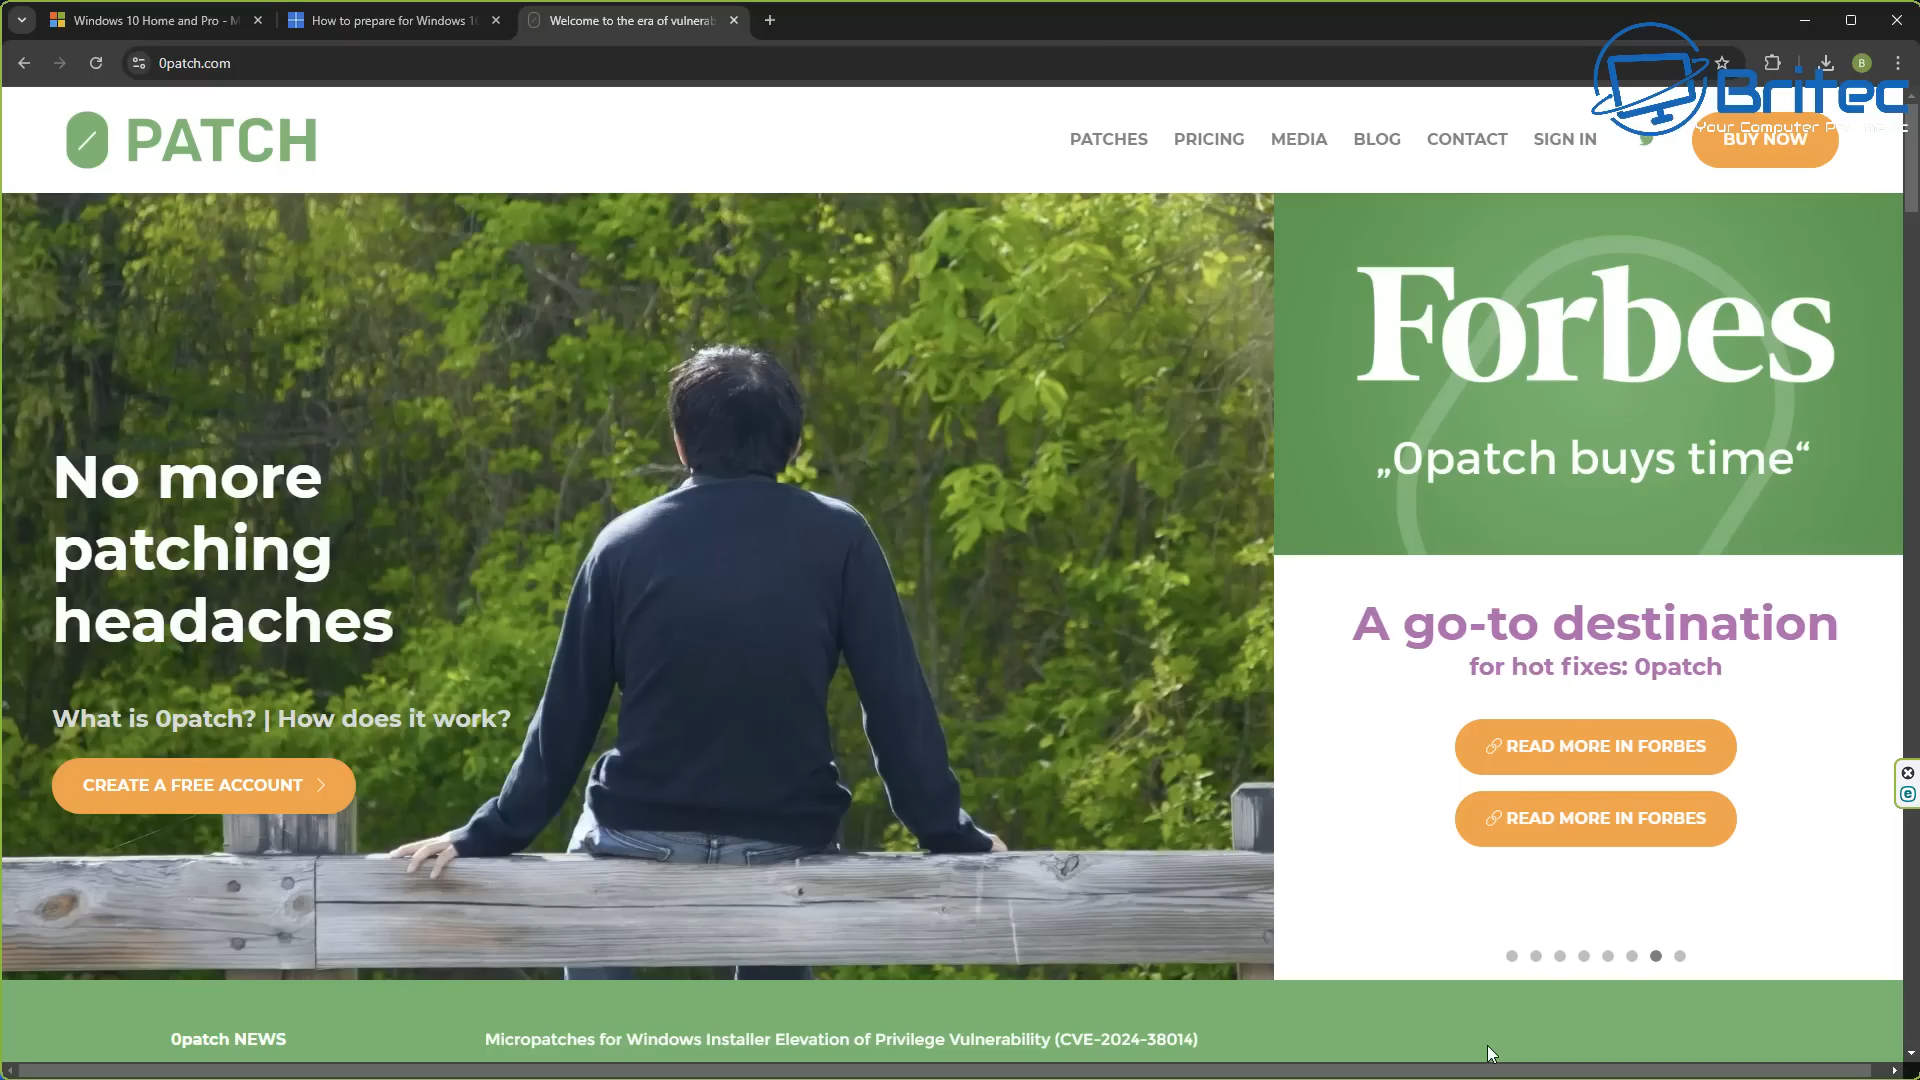 Windows 10 Home and Pro - M
How to prepare for Windows 10
Welcome to the era of vulnerab
0patch.com
B
Britec
0PATCH
PATCHES
PRICING
MEDIA
BLOG
CONTACT
SIGN IN
BUY NOW
Forbes
„0patch buys time“
No more
patching
headaches
A go-to destination
for hot fixes: 0patch
What is 0patch? | How does it work?
READ MORE IN FORBES
CREATE A FREE ACCOUNT
READ MORE IN FORBES
0patch NEWS
Micropatches for Windows Installer Elevation of Privilege Vulnerability (CVE-2024-38014)